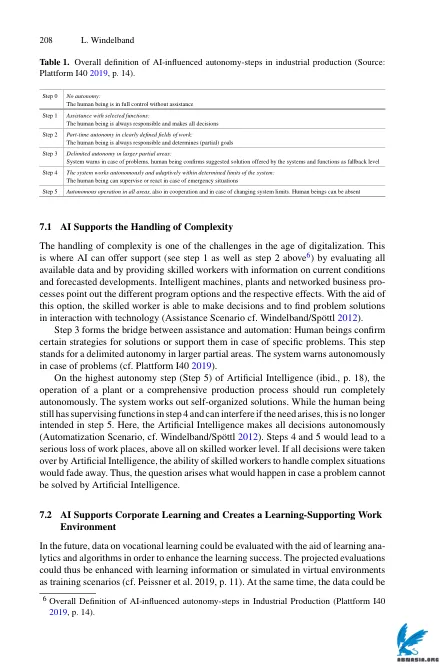 208 L. Windelband
Table 1. Overall definition of AI-influenced autonomy-steps in industrial production (Source:
Plattform I40 2019, p. 14).
Step 0 No autonomy:
The human being is in full control without assistance
Step 1 Assistance with selected functions:
The human being is always responsible and makes all decisions
Step 2 Part-time autonomy in clearly defined fields of work:
The human being is always responsible and determines (partial) goals
Step 3 Delimited autonomy in larger partial areas:
System warns in case of problems, human being confirms suggested solution offered by the systems and functions as fallback level
Step 4 The system works autonomously and adaptively within determined limits of the system:
The human being can supervise or react in case of emergency situations
Step 5 Autonomous operation in all areas, also in cooperation and in case of changing system limits. Human beings can be absent
7.1 AI Supports the Handling of Complexity
The handling of complexity is one of the challenges in the age of digitalization. This
is where AI can offer support (see step 1 as well as step 2 above6) by evaluating all
available data and by providing skilled workers with information on current conditions
and forecasted developments. Intelligent machines, plants and networked business pro-
cesses point out the different program options and the respective effects. With the aid of
this option, the skilled worker is able to make decisions and to find problem solutions
in interaction with technology (Assistance Scenario cf. Windelband/Spöttl 2012).
Step 3 forms the bridge between assistance and automation: Human beings confirm
certain strategies for solutions or support them in case of specific problems. This step
stands for a delimited autonomy in larger partial areas. The system warns autonomously
in case of problems (cf. Plattform I40 2019).
On the highest autonomy step (Step 5) of Artificial Intelligence (ibid., p. 18), the
operation of a plant or a comprehensive production process should run completely
autonomously. The system works out self-organized solutions. While the human being
still has supervising functions in step 4 and can interfere if the need arises, this is no longer
intended in step 5. Here, the Artificial Intelligence makes all decisions autonomously
(Automatization Scenario, cf. Windelband/Spöttl 2012). Steps 4 and 5 would lead to a
serious loss of work places, above all on skilled worker level. If all decisions were taken
over by Artificial Intelligence, the ability of skilled workers to handle complex situations
would fade away. Thus, the question arises what would happen in case a problem cannot
be solved by Artificial Intelligence.
7.2 AI Supports Corporate Learning and Creates a Learning-Supporting Work
Environment
In the future, data on vocational learning could be evaluated with the aid of learning ana-
lytics and algorithms in order to enhance the learning success. The projected evaluations
could thus be enhanced with learning information or simulated in virtual environments
as training scenarios (cf. Peissner et al. 2019, p. 11). At the same time, the data could be
6 Overall Definition of AI-influenced autonomy-steps in Industrial Production (Plattform I40
2019, p. 14).